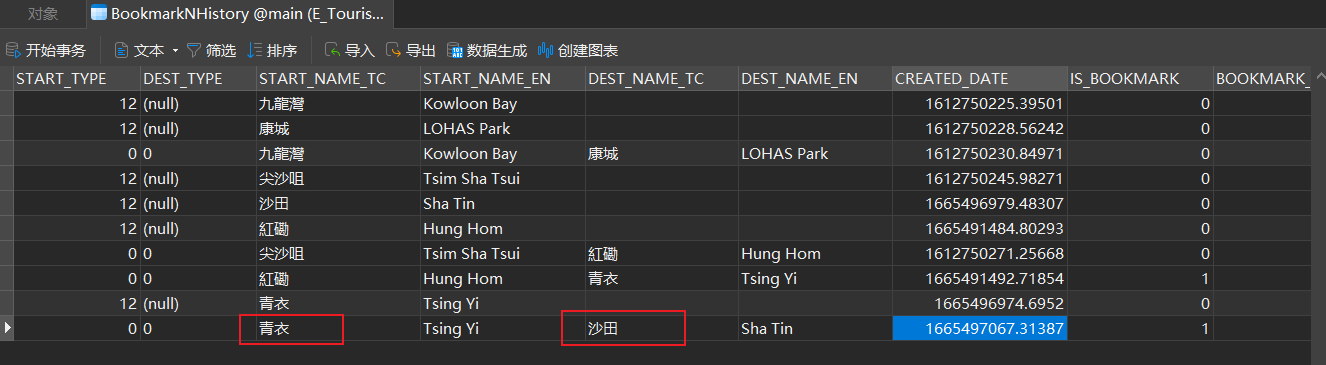 对象 BookmarkNHistory @main (E_Touris...
开始事务 文本 筛选 排序 导入 导出 数据生成 创建图表
START_TYPE DEST_TYPE START_NAME_TC START_NAME_EN DEST_NAME_TC DEST_NAME_EN CREATED_DATE IS_BOOKMARK BOOKMARK_
12 (null) 九龍灣 Kowloon Bay 1612750225.39501 0
12 (null) 康城 LOHAS Park 1612750228.56242 0
0 0 九龍灣 Kowloon Bay 康城 LOHAS Park 1612750230.84971 0
12 (null) 尖沙咀 Tsim Sha Tsui 1612750245.98271 0
12 (null) 沙田 Sha Tin 1665496979.48307 0
12 (null) 紅磡 Hung Hom 1665491484.80293 0
0 0 尖沙咀 Tsim Sha Tsui 紅磡 Hung Hom 1612750271.25668 0
0 0 紅磡 Hung Hom 青衣 Tsing Yi 1665491492.71854 1
12 (null) 青衣 Tsing Yi 1665496974.6952 0
0 0 青衣 Tsing Yi 沙田 Sha Tin 1665497067.31387 1